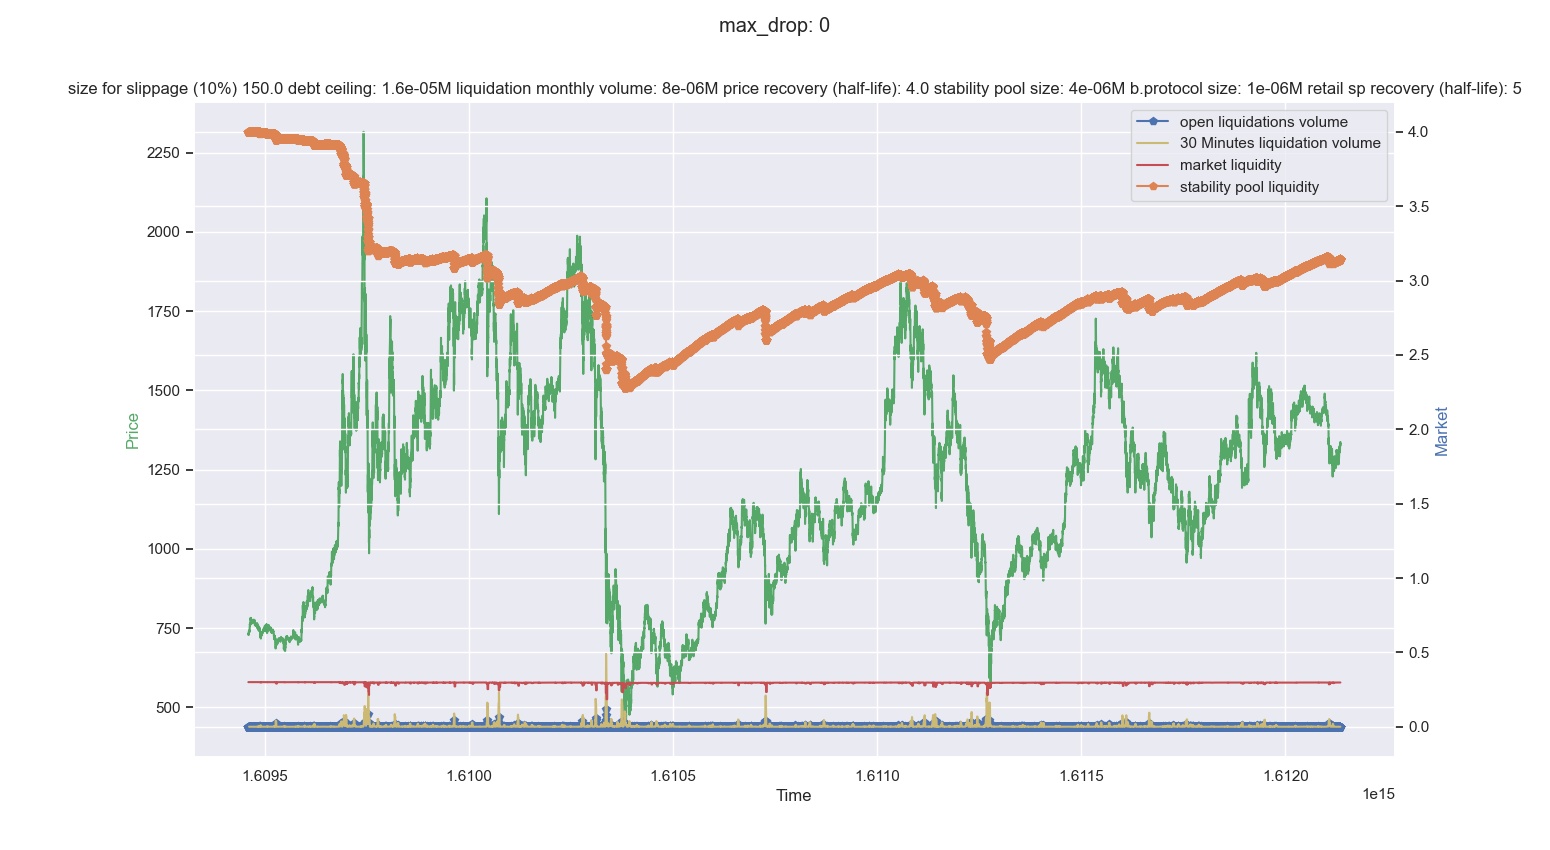 max_drop: 0
size for slippage (10%) 150.0 debt ceiling: 1.6e-05M liquidation monthly volume: 8e-06M price recovery (half-life): 4.0 stability pool size: 4e-06M b.protocol size: 1e-06M retail sp recovery (half-life): 5
open liquidations volume
30 Minutes liquidation volume
market liquidity
stability pool liquidity
2250
2000
1750
1500
1250
1000
750
500
Price
4.0
3.5
3.0
2.5
2.0
1.5
1.0
0.5
0.0
Market
1.6095 1.6100 1.6105 1.6110 1.6115 1.6120
1e15
Time